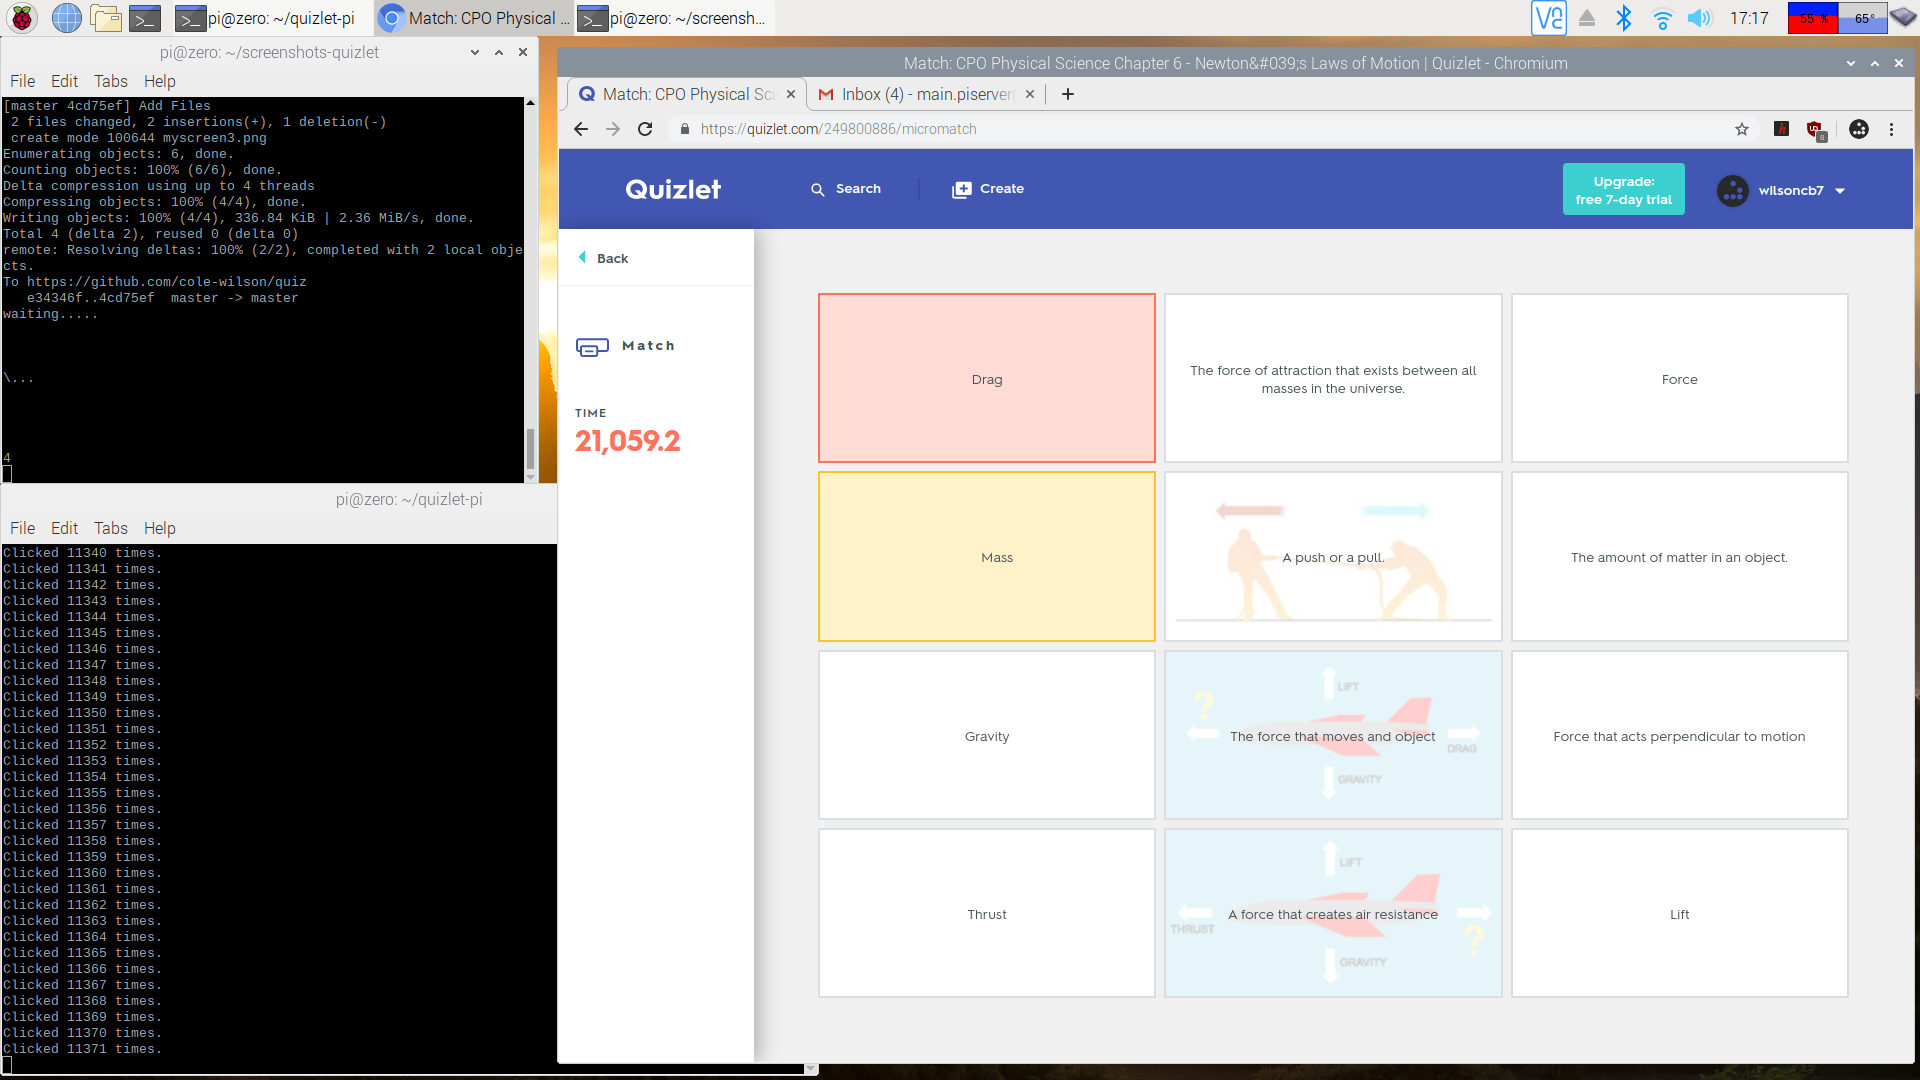 pi@zero: ~/quizlet-pi
Match: CPO Physical ...
pi@zero: ~/screensh...
17:17
55 %
65°
pi@zero: ~/screenshots-quizlet
File Edit Tabs Help
[master 4cd75ef] Add Files
2 files changed, 2 insertions(+), 1 deletion(-)
create mode 100644 myscreen3.png
Enumerating objects: 6, done.
Counting objects: 100% (6/6), done.
Delta compression using up to 4 threads
Compressing objects: 100% (4/4), done.
Writing objects: 100% (4/4), 336.84 KiB | 2.36 MiB/s, done.
Total 4 (delta 2), reused 0 (delta 0)
remote: Resolving deltas: 100% (2/2), completed with 2 local obje
cts.
To https://github.com/cole-wilson/quiz
e34346f..4cd75ef  master -> master
waiting.....
\...
4
pi@zero: ~/quizlet-pi
File Edit Tabs Help
Clicked 11340 times.
Clicked 11341 times.
Clicked 11342 times.
Clicked 11343 times.
Clicked 11344 times.
Clicked 11345 times.
Clicked 11346 times.
Clicked 11347 times.
Clicked 11348 times.
Clicked 11349 times.
Clicked 11350 times.
Clicked 11351 times.
Clicked 11352 times.
Clicked 11353 times.
Clicked 11354 times.
Clicked 11355 times.
Clicked 11356 times.
Clicked 11357 times.
Clicked 11358 times.
Clicked 11359 times.
Clicked 11360 times.
Clicked 11361 times.
Clicked 11362 times.
Clicked 11363 times.
Clicked 11364 times.
Clicked 11365 times.
Clicked 11366 times.
Clicked 11367 times.
Clicked 11368 times.
Clicked 11369 times.
Clicked 11370 times.
Clicked 11371 times.
Match: CPO Physical Science Chapter 6 - Newton&#039;s Laws of Motion | Quizlet - Chromium
Match: CPO Physical Sci
Inbox (4) - main.piserver
https://quizlet.com/249800886/micromatch
8
Quizlet
Search
Create
Upgrade:
free 7-day trial
wilsoncb7
Back
Match
TIME
21,059.2
Drag
The force of attraction that exists between all
masses in the universe.
Force
Mass
A push or a pull.
The amount of matter in an object.
Gravity
LIFT
?
The force that moves and object
DRAG
GRAVITY
Force that acts perpendicular to motion
Thrust
LIFT
A force that creates air resistance
THRUST
?
GRAVITY
Lift